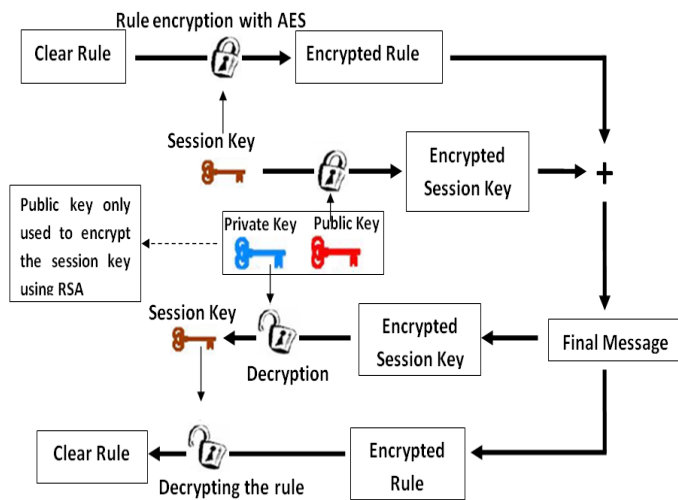 Rule encryption with AES
Clear Rule
Encrypted Rule
Session Key
Encrypted
Session Key
+
Public key only
used to encrypt
the session key
using RSA
Private Key
Public Key
Session Key
Encrypted
Session Key
Final Message
Decryption
Clear Rule
Encrypted
Rule
Decrypting the rule